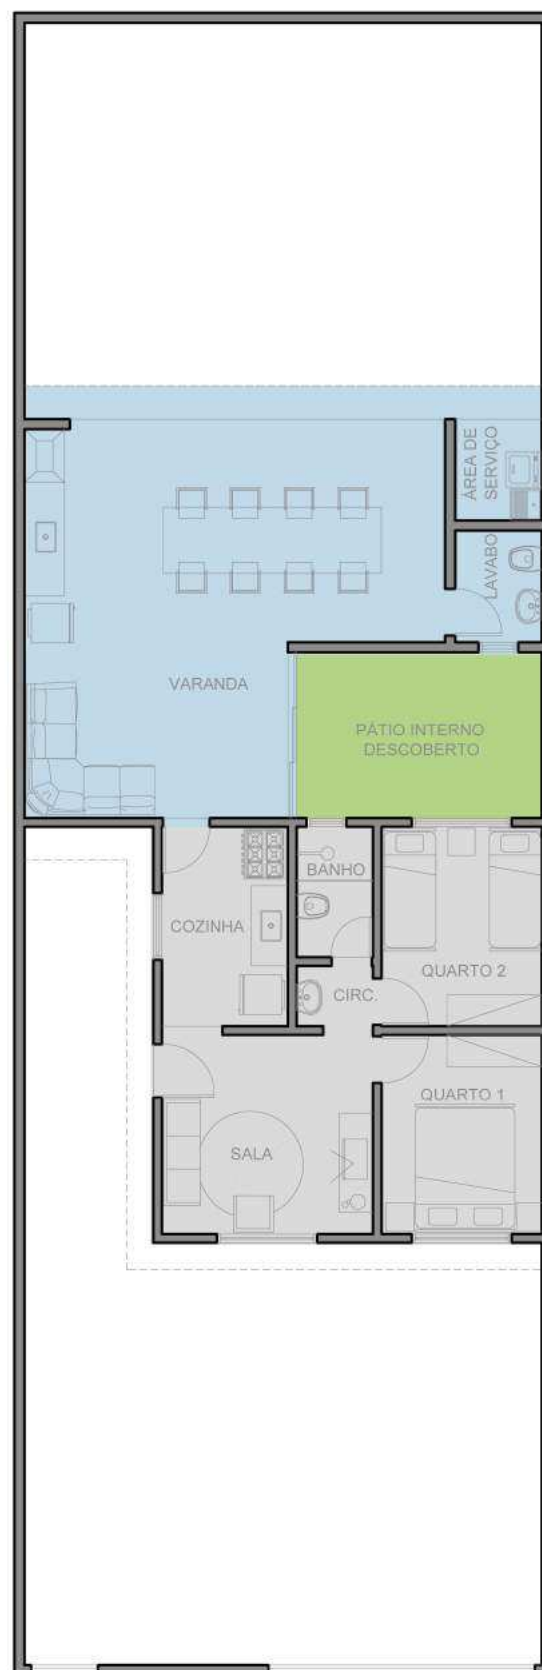 ÁREA DE
SERVIÇO
LAVABO
VARANDA
PÁTIO INTERNO
DESCOBERTO
BANHO
COZINHA
QUARTO 2
CIRC.
QUARTO 1
SALA